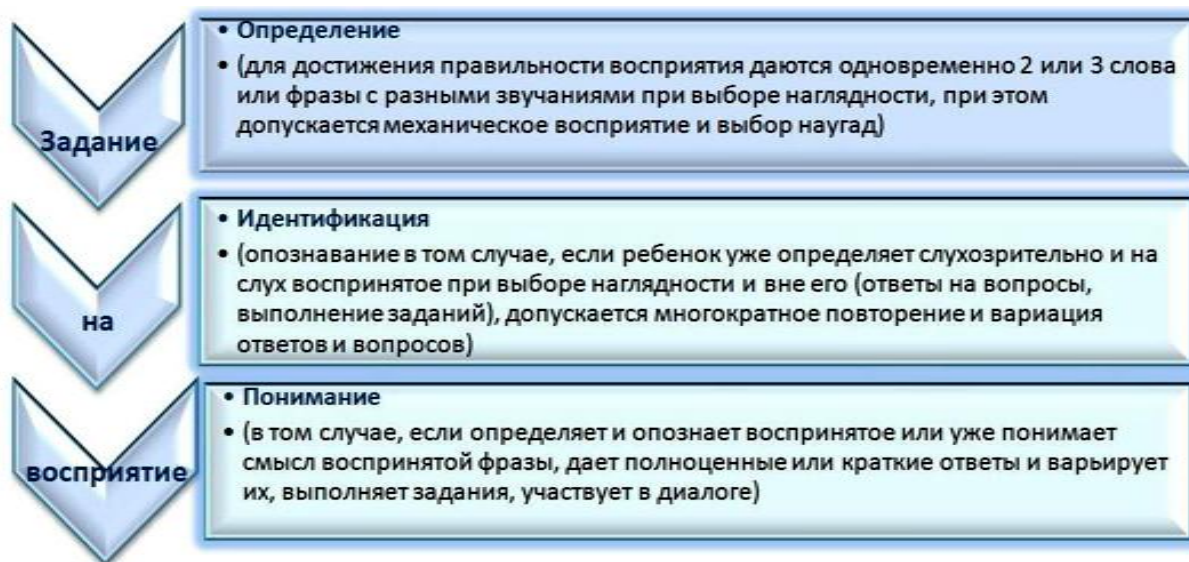 Задание
• Определение
• (для достижения правильности восприятия даются одновременно 2 или 3 слова
или фразы с разными звучаниями при выборе наглядности, при этом
допускается механическое восприятие и выбор наугад)
на
• Идентификация
• (опознавание в том случае, если ребенок уже определяет слухозрительно и на
слух воспринятое при выборе наглядности и вне его (ответы на вопросы,
выполнение заданий), допускается многократное повторение и вариация
ответов и вопросов)
восприятие
• Понимание
• (в том случае, если определяет и опознает воспринятое или уже понимает
смысл воспринятой фразы, дает полноценные или краткие ответы и варьирует
их, выполняет задания, участвует в диалоге)